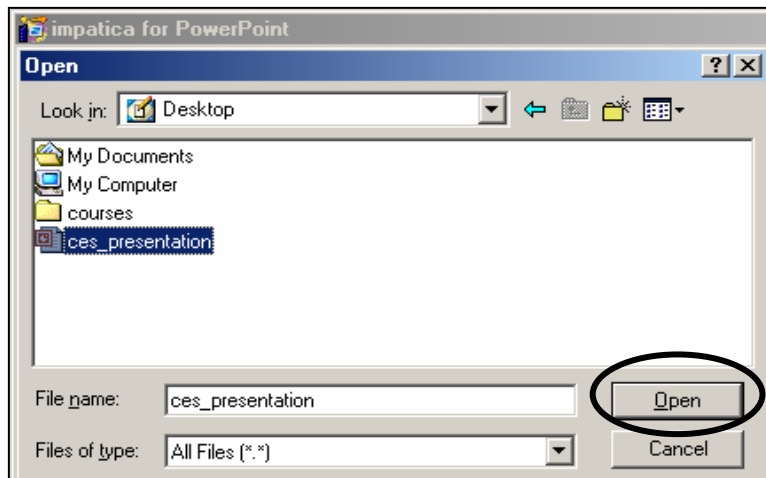 impatica for PowerPoint
Open
Look in: Desktop
My Documents
My Computer
courses
ces_presentation
File name: ces_presentation Open
Files of type: All Files (*.*) Cancel